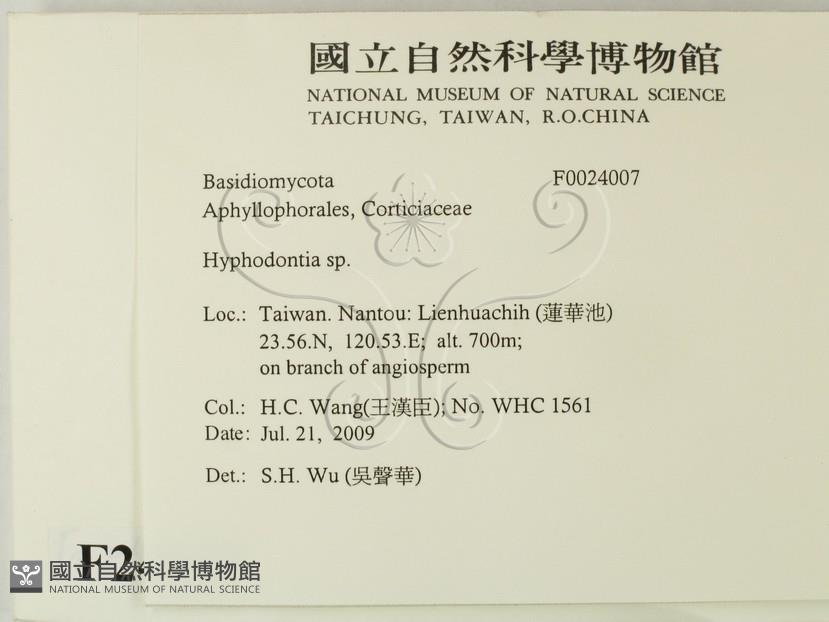 國立自然科學博物館
NATIONAL MUSEUM OF NATURAL SCIENCE
TAICHUNG, TAIWAN, R.O.CHINA
Basidiomycota F0024007
Aphyllophorales, Corticiaceae
Hyphodontia sp.
Loc.: Taiwan. Nantou: Lienhuachih (蓮華池)
23.56.N, 120.53.E; alt. 700m;
on branch of angiosperm
Col.: H.C. Wang(王漢臣); No. WHC 1561
Date: Jul. 21, 2009
Det.: S.H. Wu (吳聲華)
F2
國立自然科學博物館
NATIONAL MUSEUM OF NATURAL SCIENCE